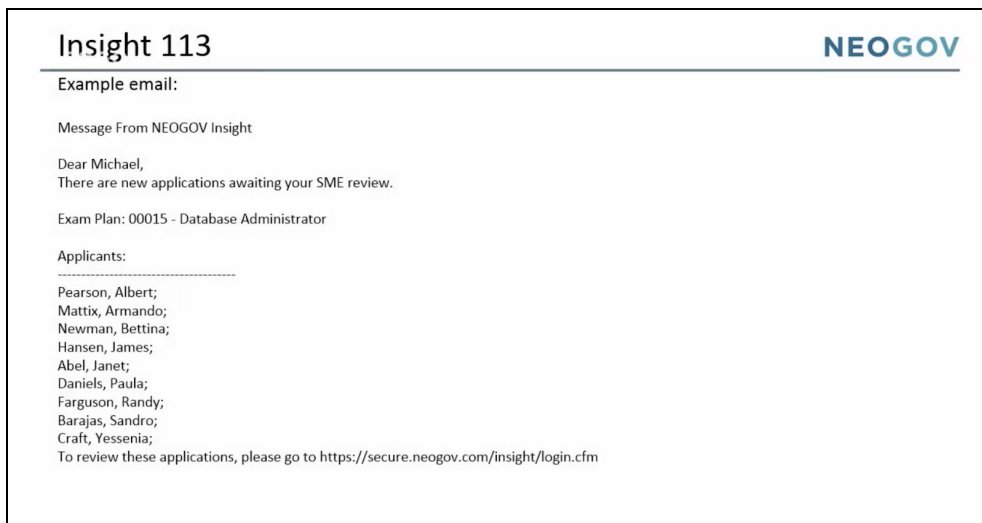 Insight 113
NEOGOV
Example email:
Message From NEOGOV Insight
Dear Michael,
There are new applications awaiting your SME review.
Exam Plan: 00015 - Database Administrator
Applicants:
--------------------------------------
Pearson, Albert;
Mattix, Armando;
Newman, Bettina;
Hansen, James;
Abel, Janet;
Daniels, Paula;
Farguson, Randy;
Barajas, Sandro;
Craft, Yessenia;
To review these applications, please go to https://secure.neogov.com/insight/login.cfm